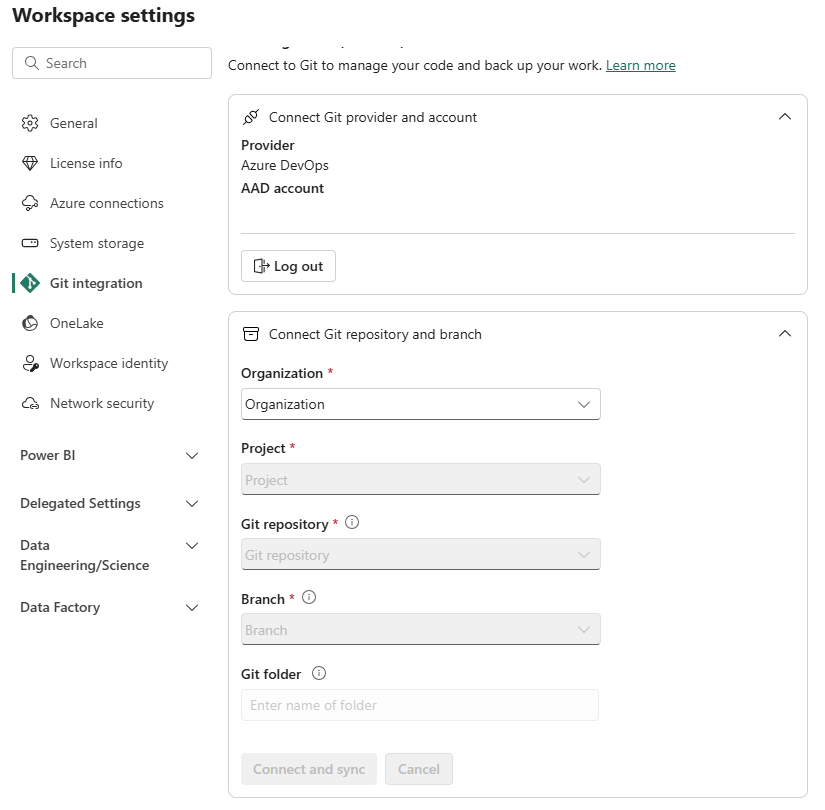 Workspace settings
Search
General
License info
Azure connections
System storage
Git integration
OneLake
Workspace identity
Network security
Power BI
Delegated Settings
Data
Engineering/Science
Data Factory
Connect to Git to manage your code and back up your work. Learn more
Connect Git provider and account
Provider
Azure DevOps
AAD account
Log out
Connect Git repository and branch
Organization *
Organization
Project *
Project
Git repository *
Git repository
Branch *
Branch
Git folder
Enter name of folder
Connect and sync
Cancel